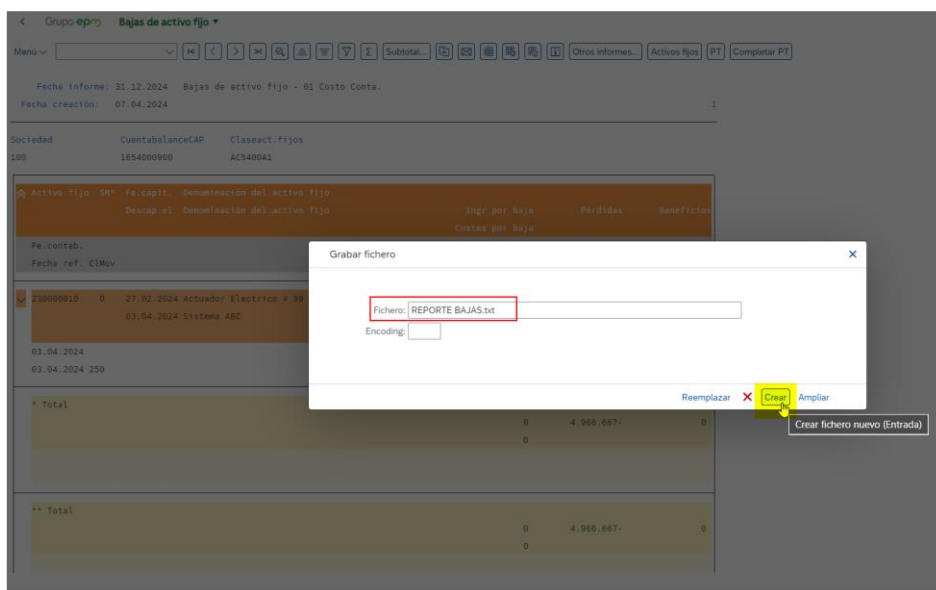 Grupo epm Bajas de activo fijo
Menú Subtotal... Otros informes... Activos fijos PT Completar PT
Fecha informe: 31.12.2024 Bajas de activo fijo - 01 Costo Conta.
Fecha creación: 07.04.2024 1
Sociedad CuentabalanceCAP Claseact.fijos
100 1654000900 AC5400A1
Activo fijo SNº Fe.capit. Denominación del activo fijo
Descap.el Denominación del activo fijo Ingr.por baja Pérdidas Beneficios
Costes por baja
Fe.contab.
Fecha ref. ClMov
Grabar fichero
230000010 0 27.02.2024 Actuador Electrico # 99
03.04.2024 Sistema ABC
Fichero: REPORTE BAJAS.txt
Encoding:
03.04.2024
03.04.2024 250
Reemplazar Crear Ampliar
Crear fichero nuevo (Entrada)
* Total
0 4.966.667- 0
0
** Total
0 4.966.667- 0
0